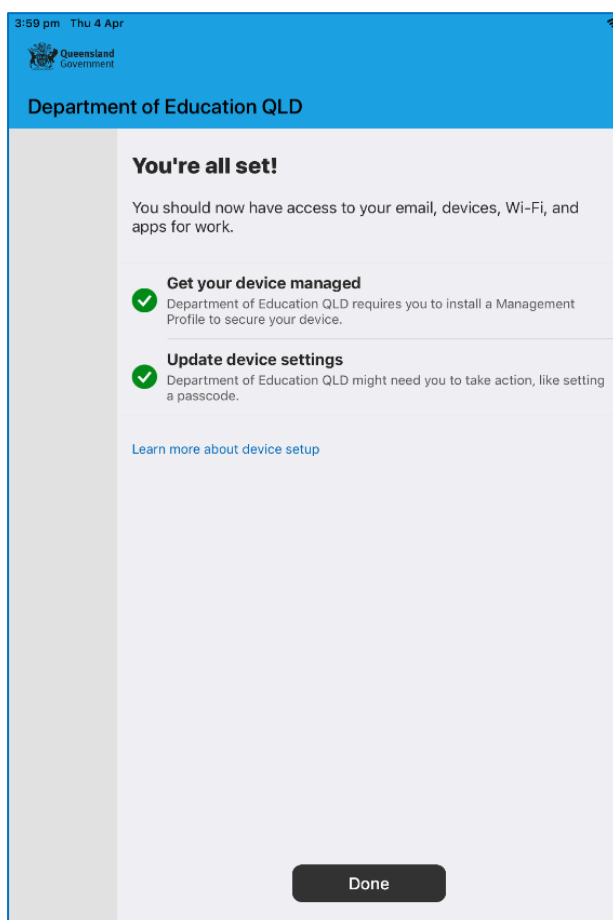 3:59 pm Thu 4 Apr
Queensland
Government
Department of Education QLD
You're all set!
You should now have access to your email, devices, Wi-Fi, and
apps for work.
Get your device managed
Department of Education QLD requires you to install a Management
Profile to secure your device.
Update device settings
Department of Education QLD might need you to take action, like setting
a passcode.
Learn more about device setup
Done